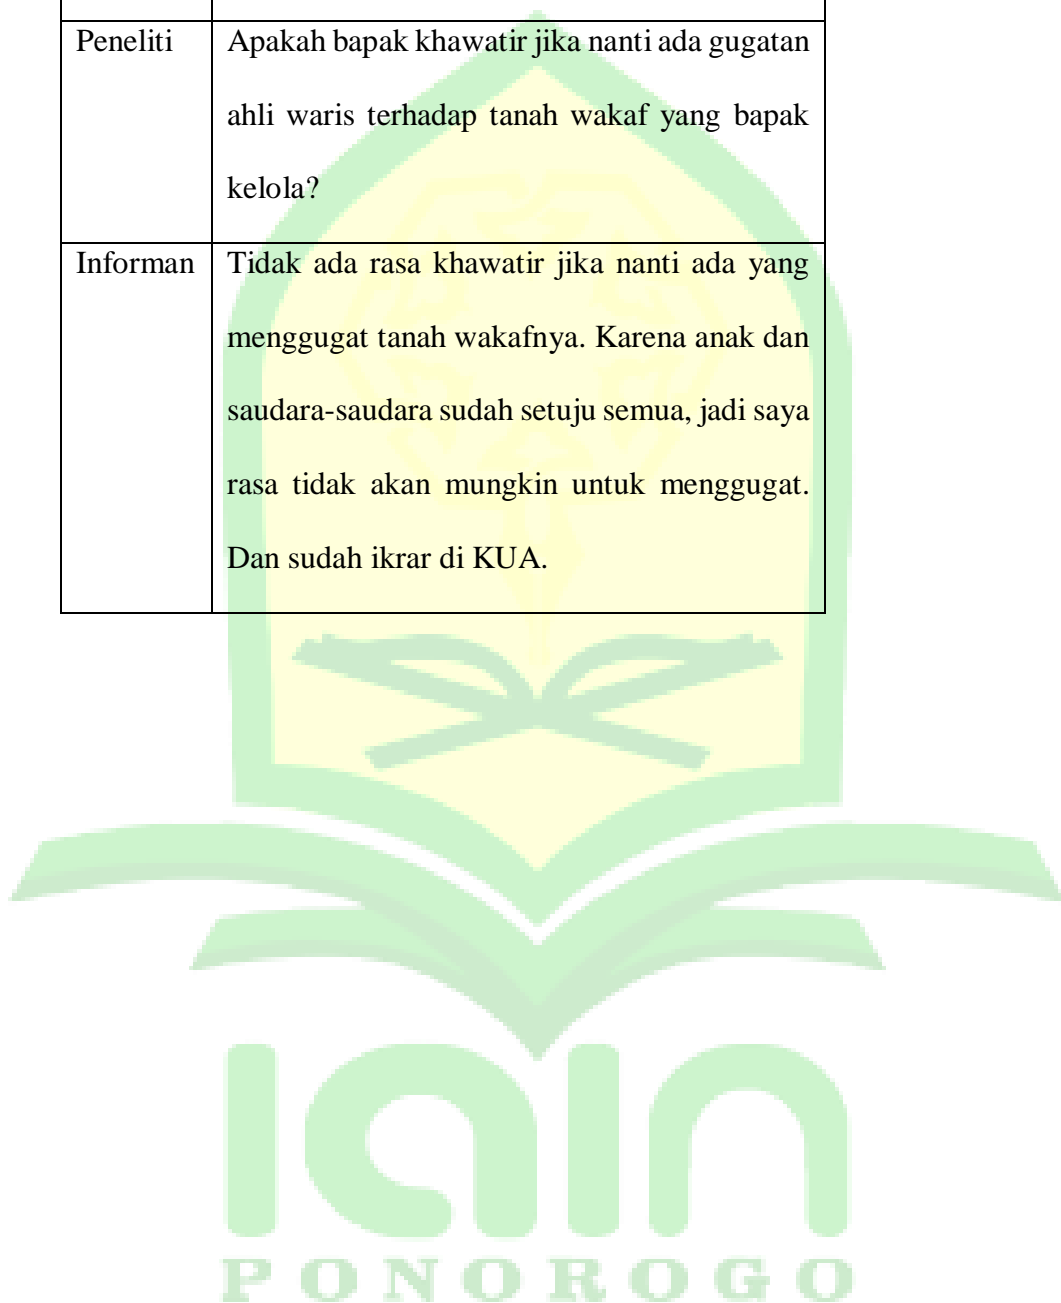 Peneliti Apakah bapak khawatir jika nanti ada gugatan
ahli waris terhadap tanah wakaf yang bapak
kelola?
Informan Tidak ada rasa khawatir jika nanti ada yang
menggugat tanah wakafnya. Karena anak dan
saudara-saudara sudah setuju semua, jadi saya
rasa tidak akan mungkin untuk menggugat.
Dan sudah ikrar di KUA.
iain
PONOROGO